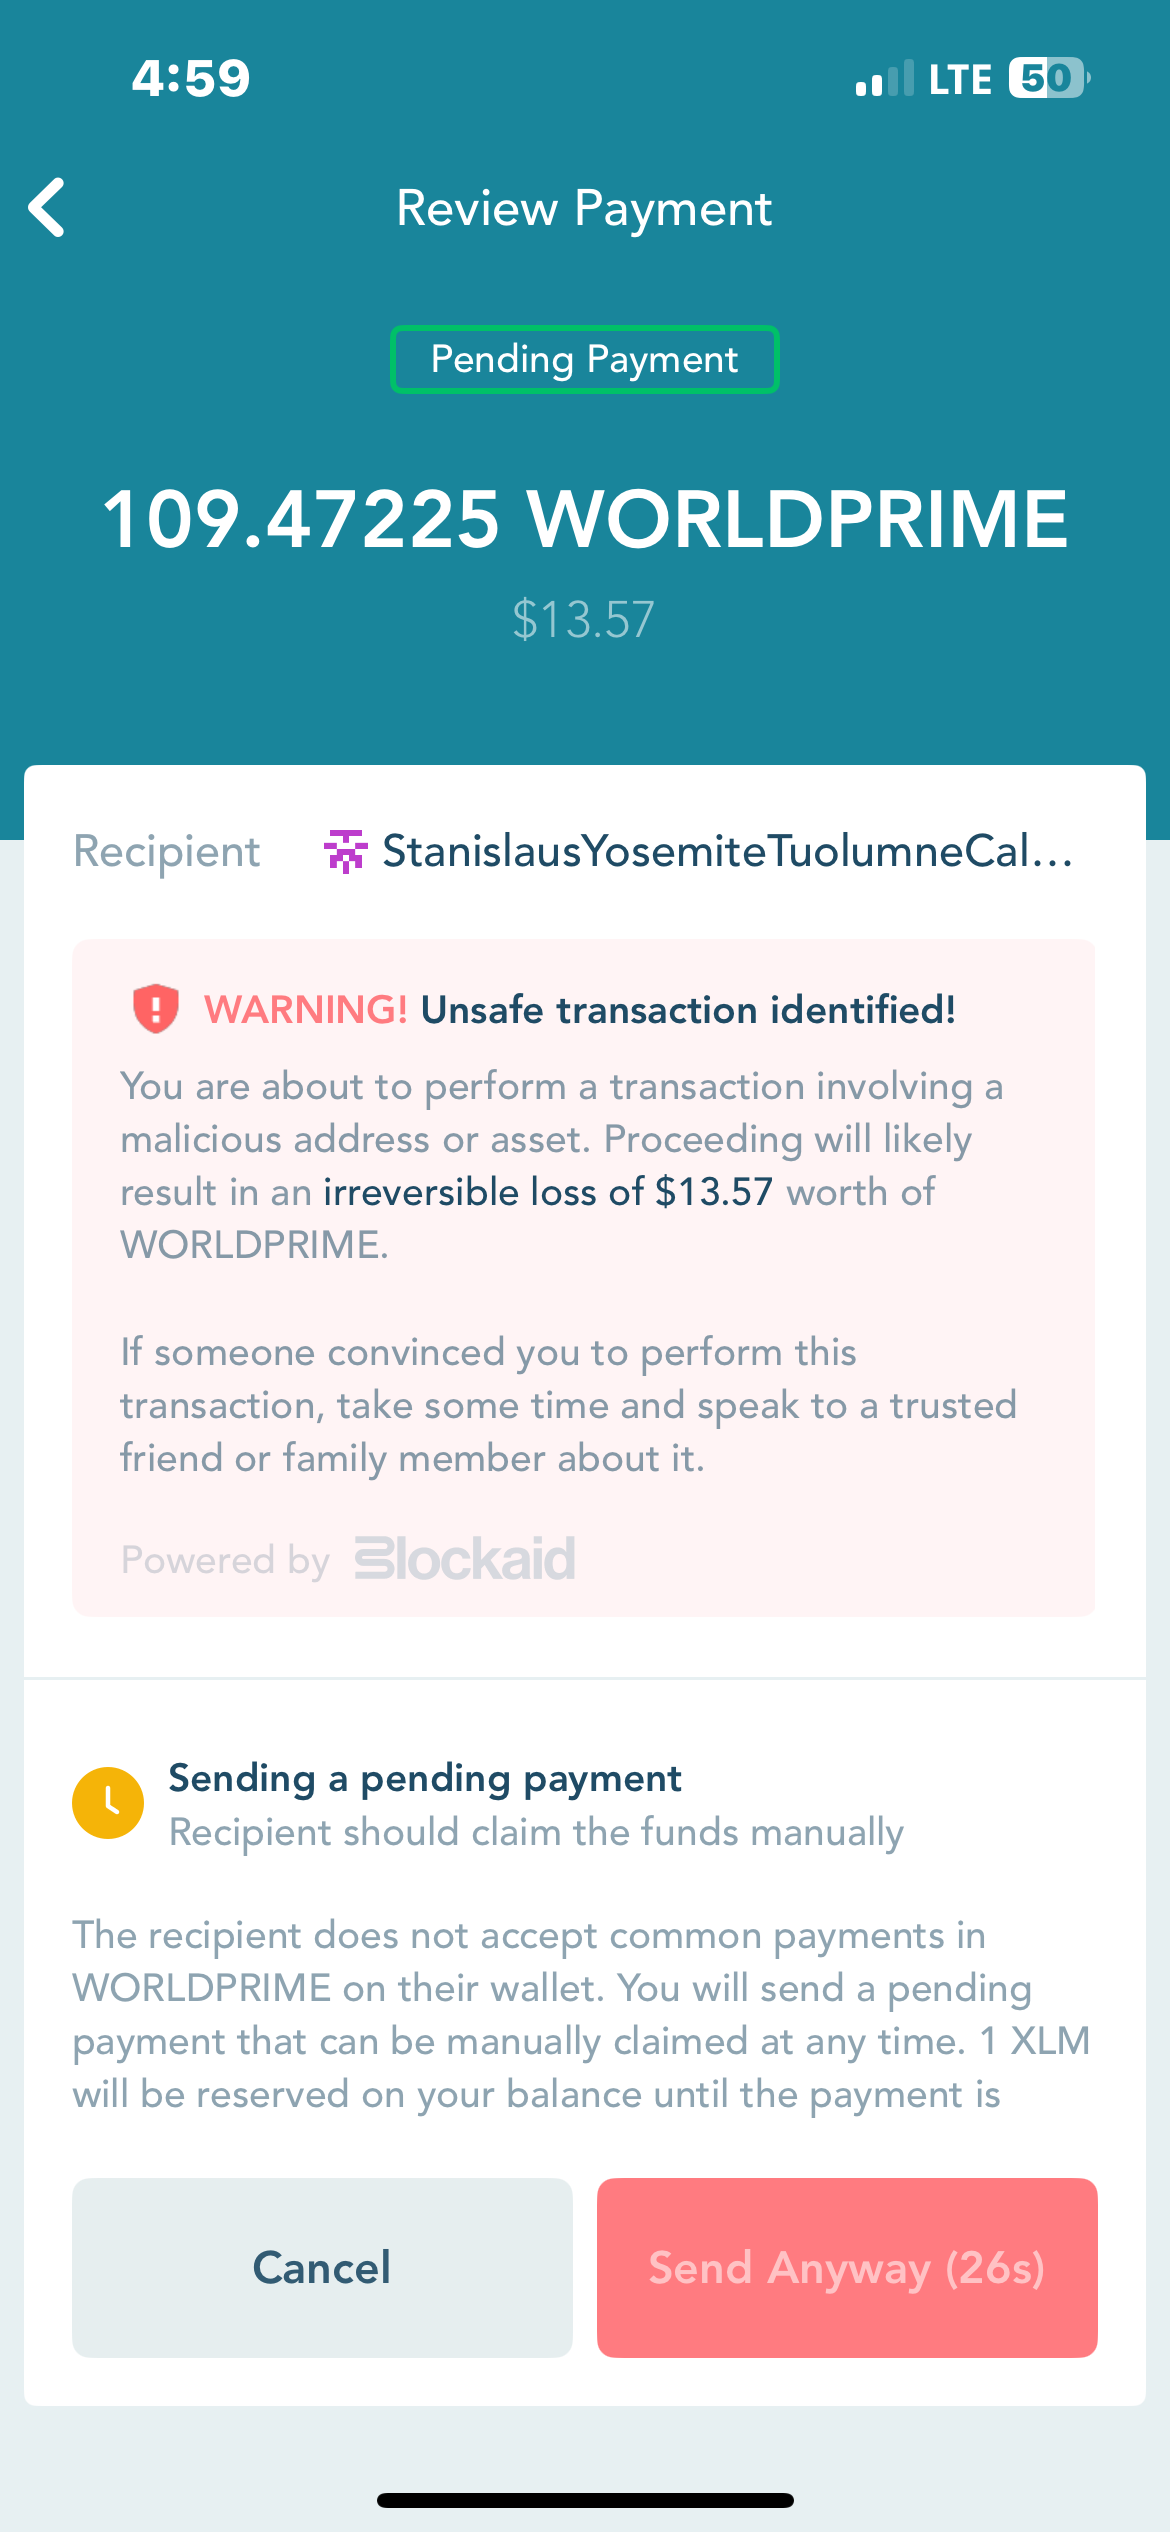 4:59
LTE 50
Review Payment
Pending Payment
109.47225 WORLDPRIME
$13.57
Recipient StanislausYosemiteTuolumneCal...
WARNING! Unsafe transaction identified!
You are about to perform a transaction involving a
malicious address or asset. Proceeding will likely
result in an irreversible loss of $13.57 worth of
WORLDPRIME.
If someone convinced you to perform this
transaction, take some time and speak to a trusted
friend or family member about it.
Powered by Blockaid
Sending a pending payment
Recipient should claim the funds manually
The recipient does not accept common payments in
WORLDPRIME on their wallet. You will send a pending
payment that can be manually claimed at any time. 1 XLM
will be reserved on your balance until the payment is
Cancel
Send Anyway (26s)